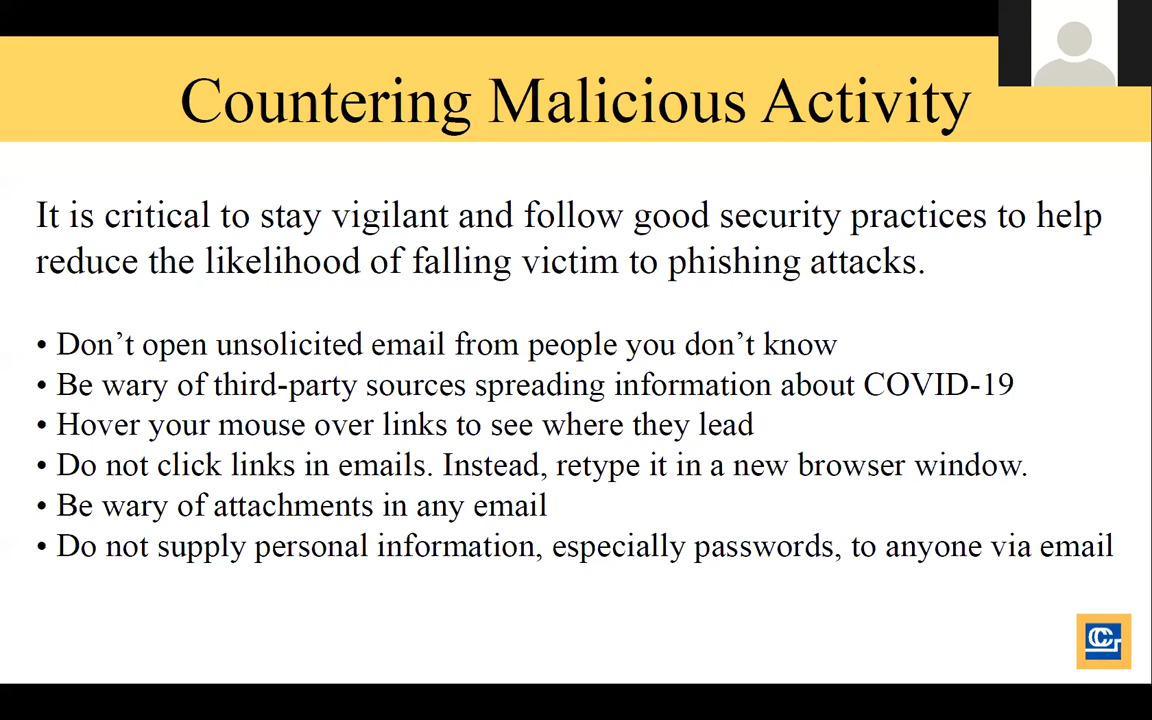 Countering Malicious Activity
It is critical to stay vigilant and follow good security practices to help
reduce the likelihood of falling victim to phishing attacks.
• Don’t open unsolicited email from people you don’t know
• Be wary of third-party sources spreading information about COVID-19
• Hover your mouse over links to see where they lead
• Do not click links in emails. Instead, retype it in a new browser window.
• Be wary of attachments in any email
• Do not supply personal information, especially passwords, to anyone via email